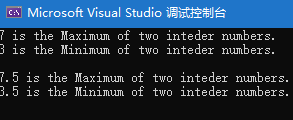 Microsoft Visual Studio 调试控制台
7 is the Maximum of two inteder numbers.
3 is the Minimum of two inteder numbers.
7.5 is the Maximum of two inteder numbers.
3.5 is the Minimum of two inteder numbers.